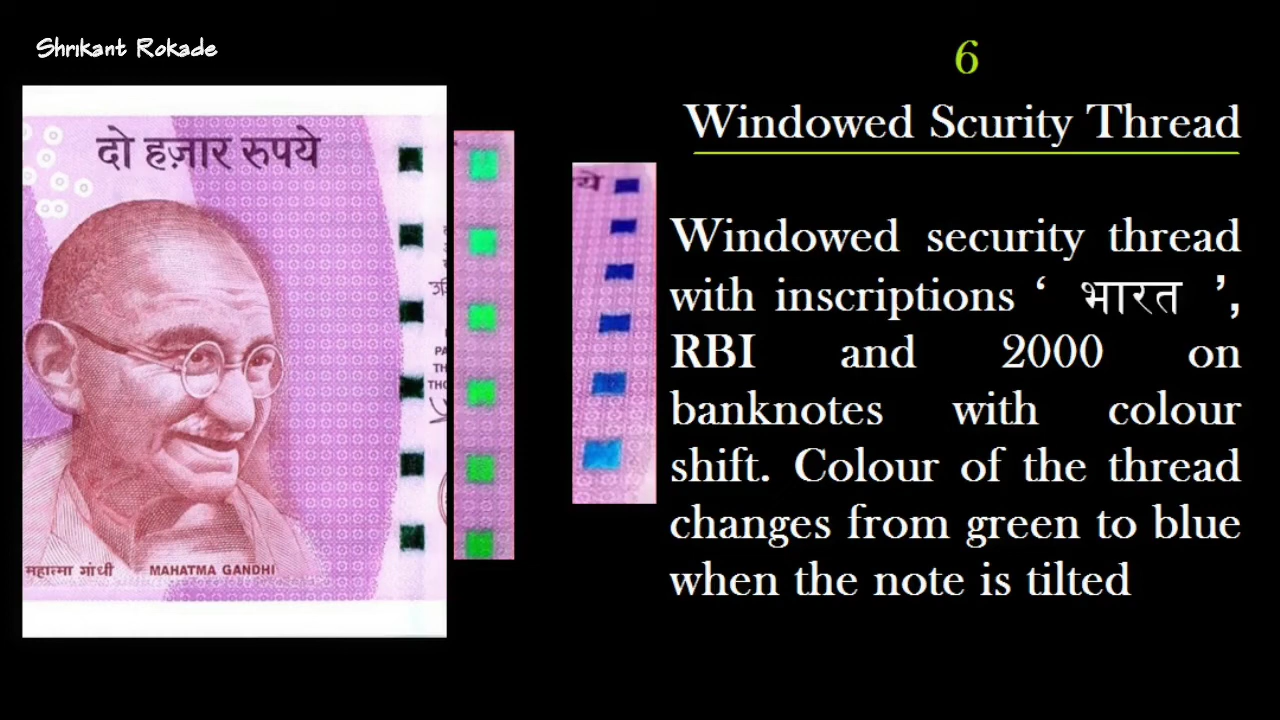 Shrikant Rokade
6
Windowed Scurity Thread
दो हज़ार रुपये
ये
Windowed security thread
with inscriptions ‘ भारत ’,
RBI and 2000 on
banknotes with colour
shift. Colour of the thread
changes from green to blue
when the note is tilted
महात्मा गांधी MAHATMA GANDHI